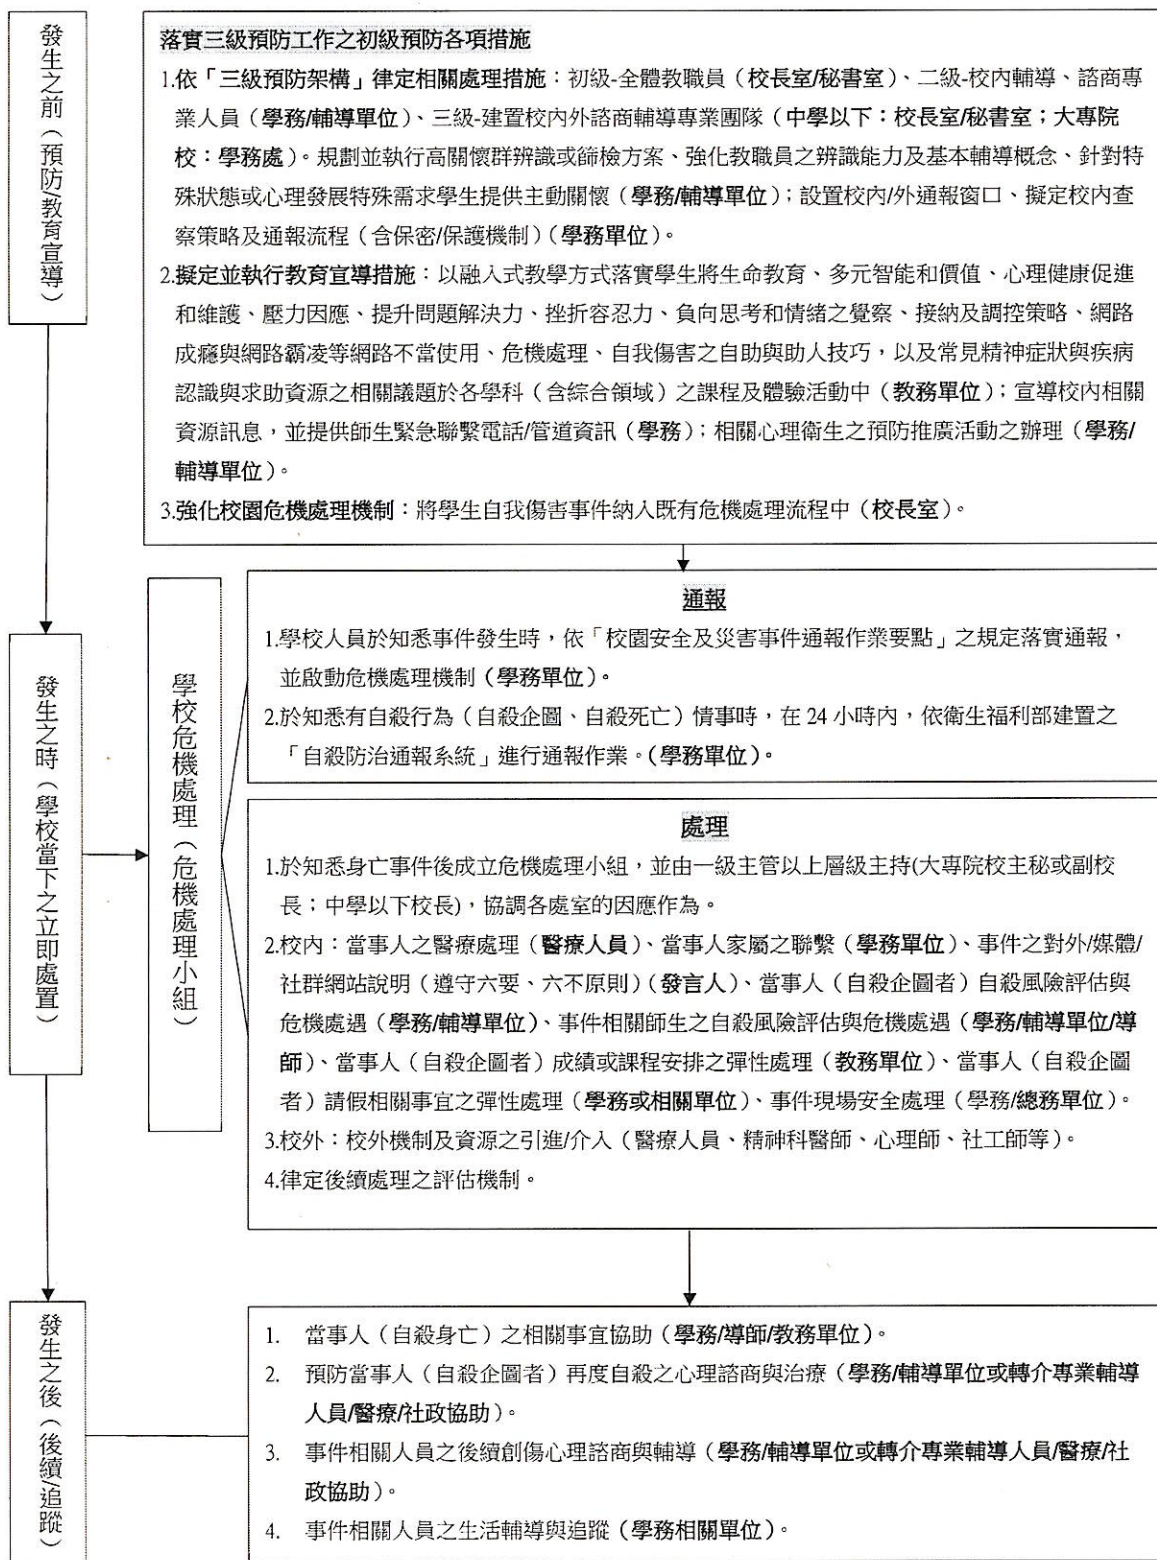 發生之前（預防/教育宣導）
落實三級預防工作之初級預防各項措施
1.依「三級預防架構」律定相關處理措施：初級-全體教職員（校長室/秘書室）、二級-校內輔導、諮商專
業人員（學務/輔導單位）、三級-建置校內外諮商輔導專業團隊（中學以下：校長室/秘書室；大專院
校：學務處）。規劃並執行高關懷群辨識或篩檢方案、強化教職員之辨識能力及基本輔導概念、針對特
殊狀態或心理發展特殊需求學生提供主動關懷（學務/輔導單位）；設置校內/外通報窗口、擬定校內查
察策略及通報流程（含保密/保護機制）（學務單位）。
2.擬定並執行教育宣導措施：以融入式教學方式落實學生將生命教育、多元智能和價值、心理健康促進
和維護、壓力因應、提升問題解決力、挫折容忍力、負向思考和情緒之覺察、接納及調控策略、網路
成癮與網路霸凌等網路不當使用、危機處理、自我傷害之自助與助人技巧，以及常見精神症狀與疾病
認識與求助資源之相關議題於各學科（含綜合領域）之課程及體驗活動中（教務單位）；宣導校內相關
資源訊息，並提供師生緊急聯繫電話/管道資訊（學務）；相關心理衛生之預防推廣活動之辦理（學務/
輔導單位）。
3.強化校園危機處理機制：將學生自我傷害事件納入既有危機處理流程中（校長室）。
發生之時（學校當下之立即處置）
學校危機處理（危機處理小組）
通報
1.學校人員於知悉事件發生時，依「校園安全及災害事件通報作業要點」之規定落實通報，
並啟動危機處理機制（學務單位）。
2.於知悉有自殺行為（自殺企圖、自殺死亡）情事時，在 24 小時內，依衛生福利部建置之
「自殺防治通報系統」進行通報作業。（學務單位）。
處理
1.於知悉身亡事件後成立危機處理小組，並由一級主管以上層級主持(大專院校主秘或副校
長；中學以下校長)，協調各處室的因應作為。
2.校內：當事人之醫療處理（醫療人員）、當事人家屬之聯繫（學務單位）、事件之對外/媒體/
社群網站說明（遵守六要、六不原則）（發言人）、當事人（自殺企圖者）自殺風險評估與
危機處遇（學務/輔導單位）、事件相關師生之自殺風險評估與危機處遇（學務/輔導單位/導
師）、當事人（自殺企圖者）成績或課程安排之彈性處理（教務單位）、當事人（自殺企圖
者）請假相關事宜之彈性處理（學務或相關單位）、事件現場安全處理（學務/總務單位）。
3.校外：校外機制及資源之引進/介入（醫療人員、精神科醫師、心理師、社工師等）。
4.律定後續處理之評估機制。
發生之後（後續/追蹤）
1. 當事人（自殺身亡）之相關事宜協助（學務/導師/教務單位）。
2. 預防當事人（自殺企圖者）再度自殺之心理諮商與治療（學務/輔導單位或轉介專業輔導
人員/醫療/社政協助）。
3. 事件相關人員之後續創傷心理諮商與輔導（學務/輔導單位或轉介專業輔導人員/醫療/社
政協助）。
4. 事件相關人員之生活輔導與追蹤（學務相關單位）。